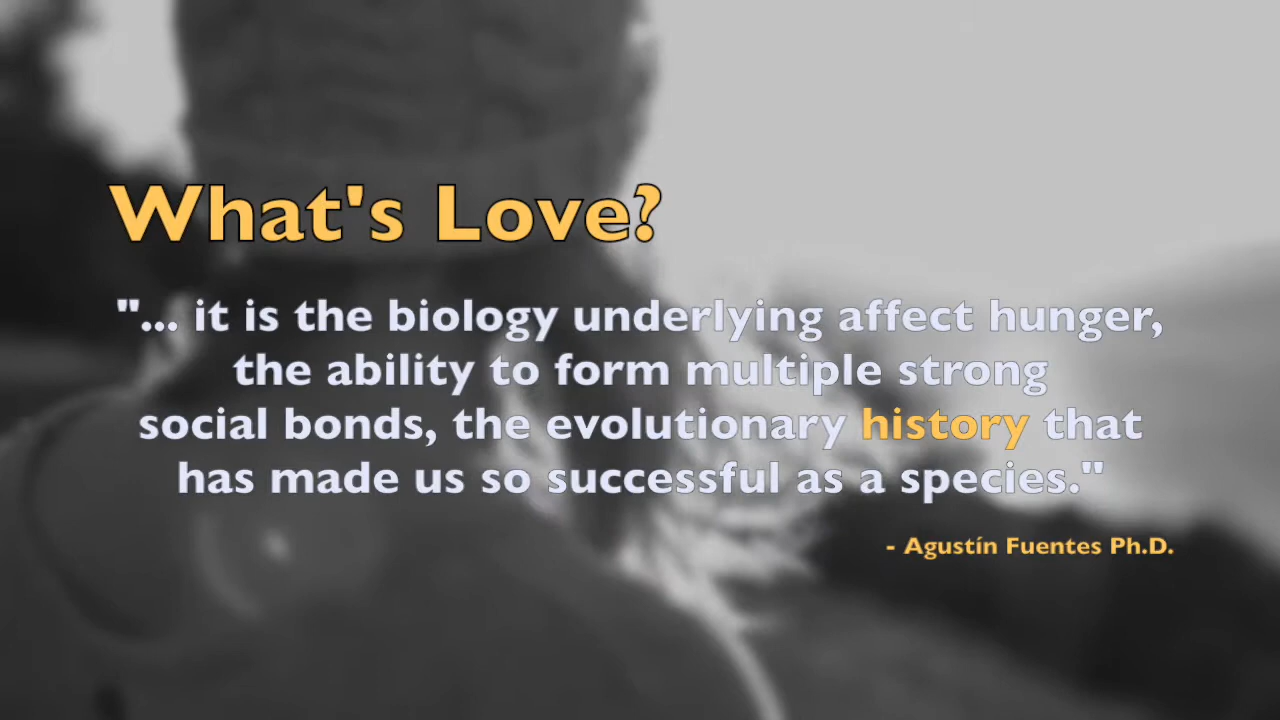 What's Love?
"... it is the biology underlying affect hunger,
the ability to form multiple strong
social bonds, the evolutionary history that
has made us so successful as a species."
- Agustín Fuentes Ph.D.